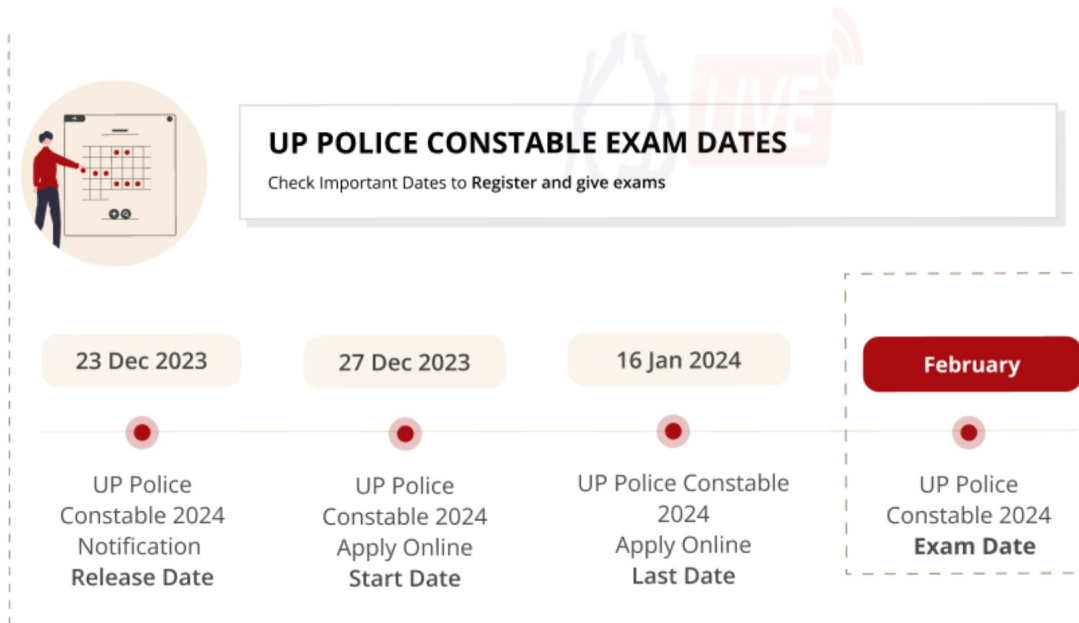 LIVE
UP POLICE CONSTABLE EXAM DATES
Check Important Dates to Register and give exams
23 Dec 2023
27 Dec 2023
16 Jan 2024
February
UP Police
Constable 2024
Notification
Release Date
UP Police
Constable 2024
Apply Online
Start Date
UP Police Constable
2024
Apply Online
Last Date
UP Police
Constable 2024
Exam Date